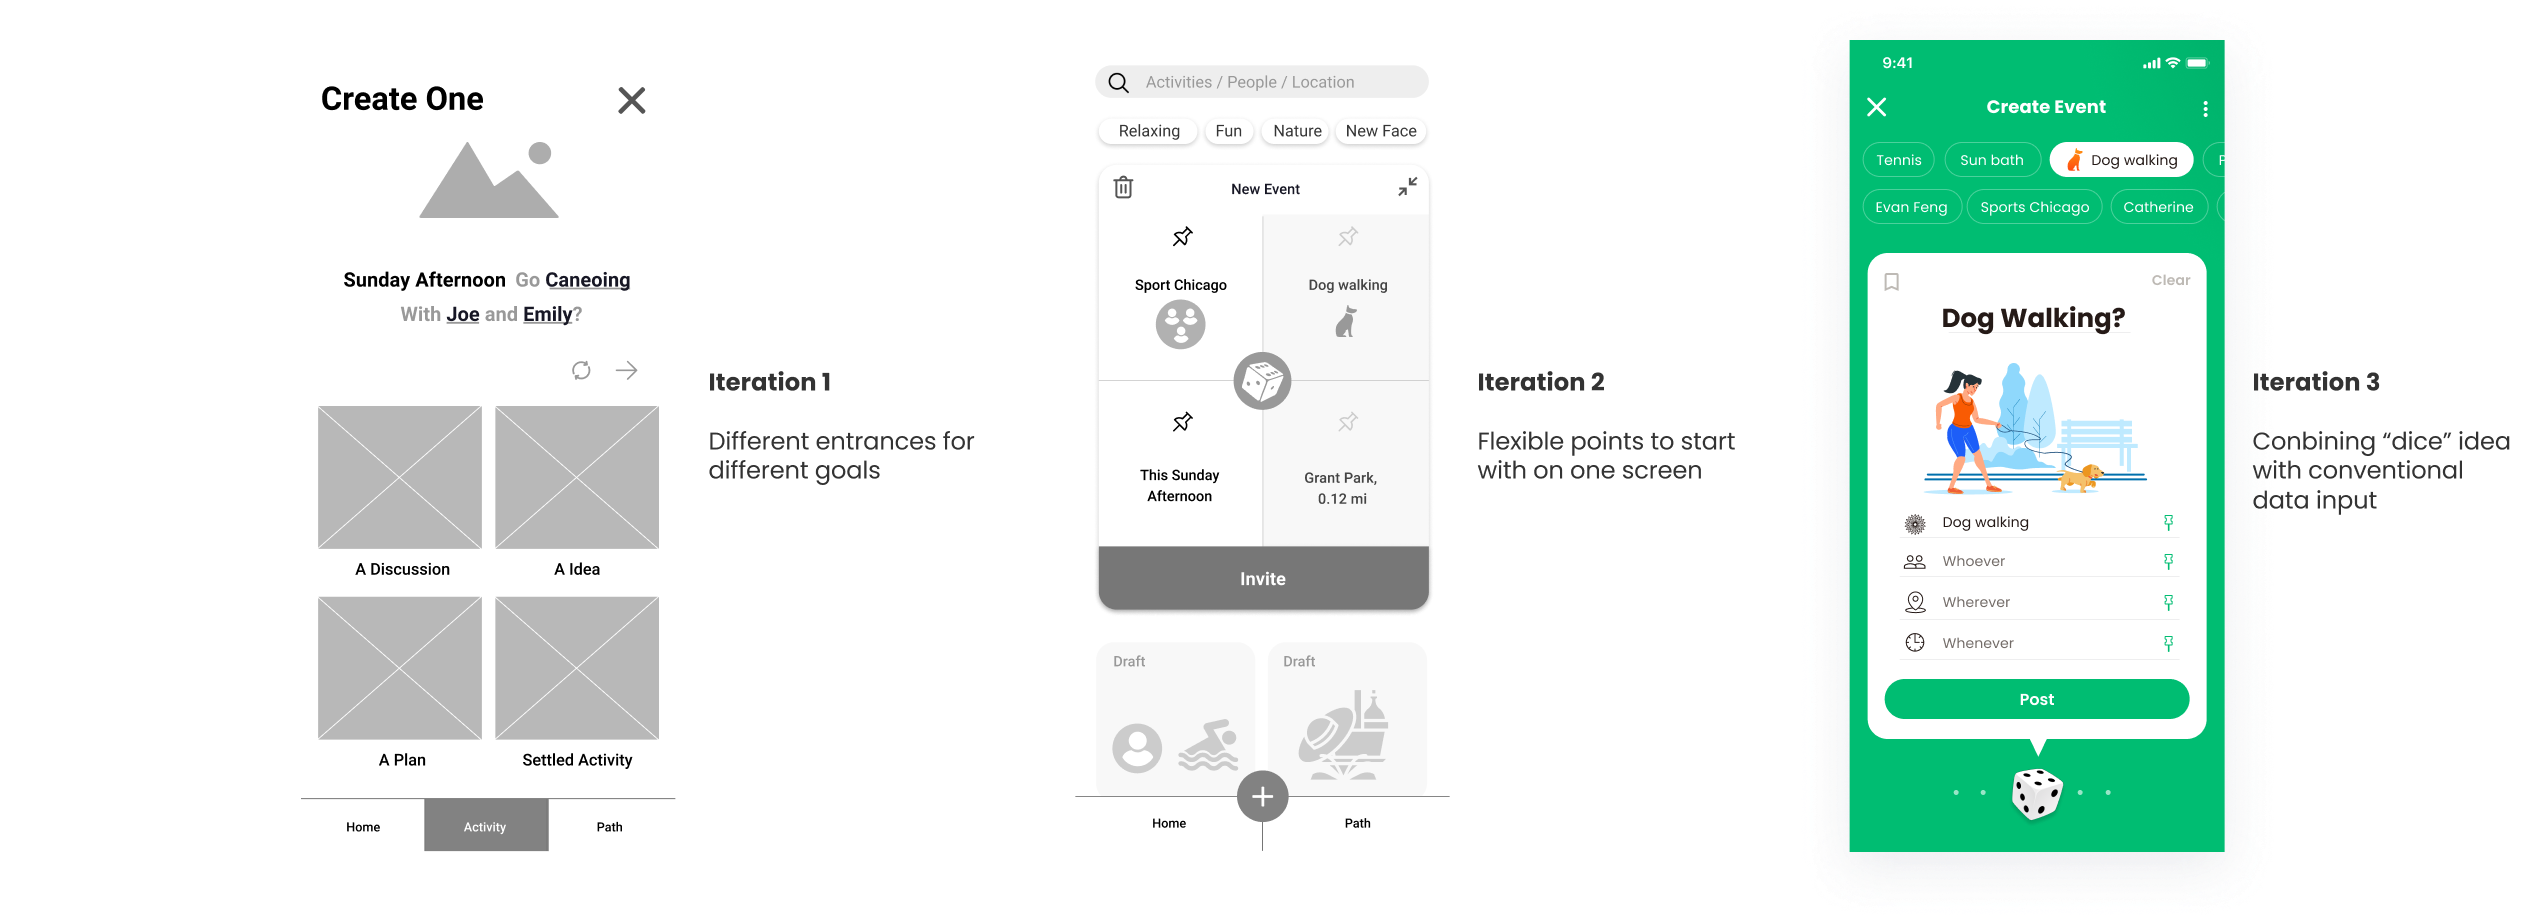 Create One
Sunday Afternoon Go Caneoing
With Joe and Emily?
A Discussion
A Idea
A Plan
Settled Activity
Home
Activity
Path
Iteration 1
Different entrances for
different goals
Activities / People / Location
Relaxing
Fun
Nature
New Face
New Event
Sport Chicago
Dog walking
This Sunday
Afternoon
Grant Park,
0.12 mi
Invite
Draft
Draft
Home
Path
Iteration 2
Flexible points to start
with on one screen
9:41
Create Event
Tennis
Sun bath
Dog walking
Evan Feng
Sports Chicago
Catherine
Clear
Dog Walking?
Dog walking
Whoever
Wherever
Whenever
Post
Iteration 3
Conbining “dice” idea
with conventional
data input